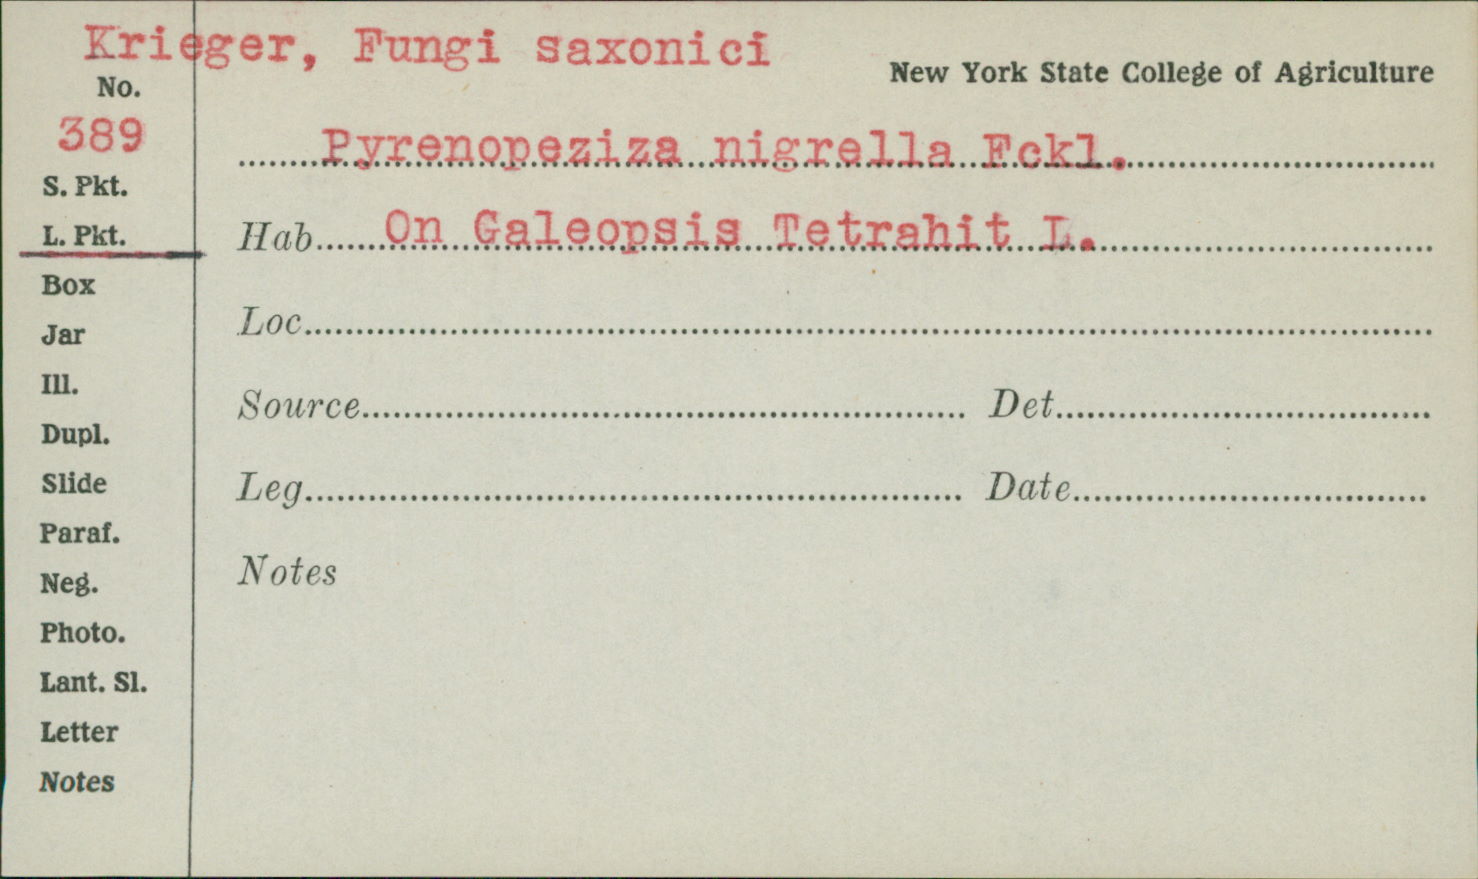 Krieger, Fungi saxonici
New York State College of Agriculture
No.
389
Pyrenopeziza nigrella Fckl.
S. Pkt.
L. Pkt.
Hab. On Galeopsis Tetrahit L.
Box
Loc.
Jar
Ill.
Source Det.
Dupl.
Slide
Leg. Date
Paraf.
Notes
Neg.
Photo.
Lant. Sl.
Letter
Notes